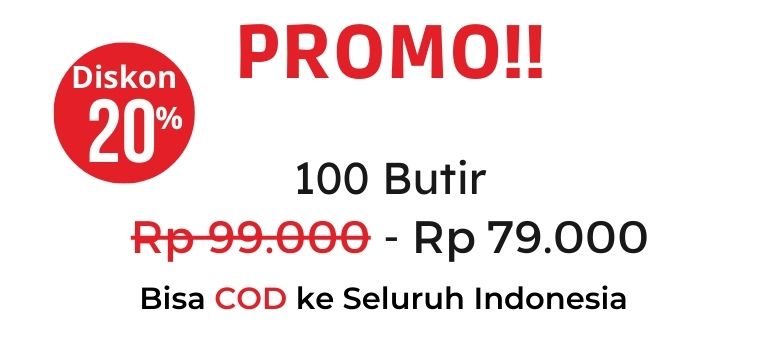 PROMO!!
Diskon
20%
100 Butir
Rp 99.000 - Rp 79.000
Bisa COD ke Seluruh Indonesia